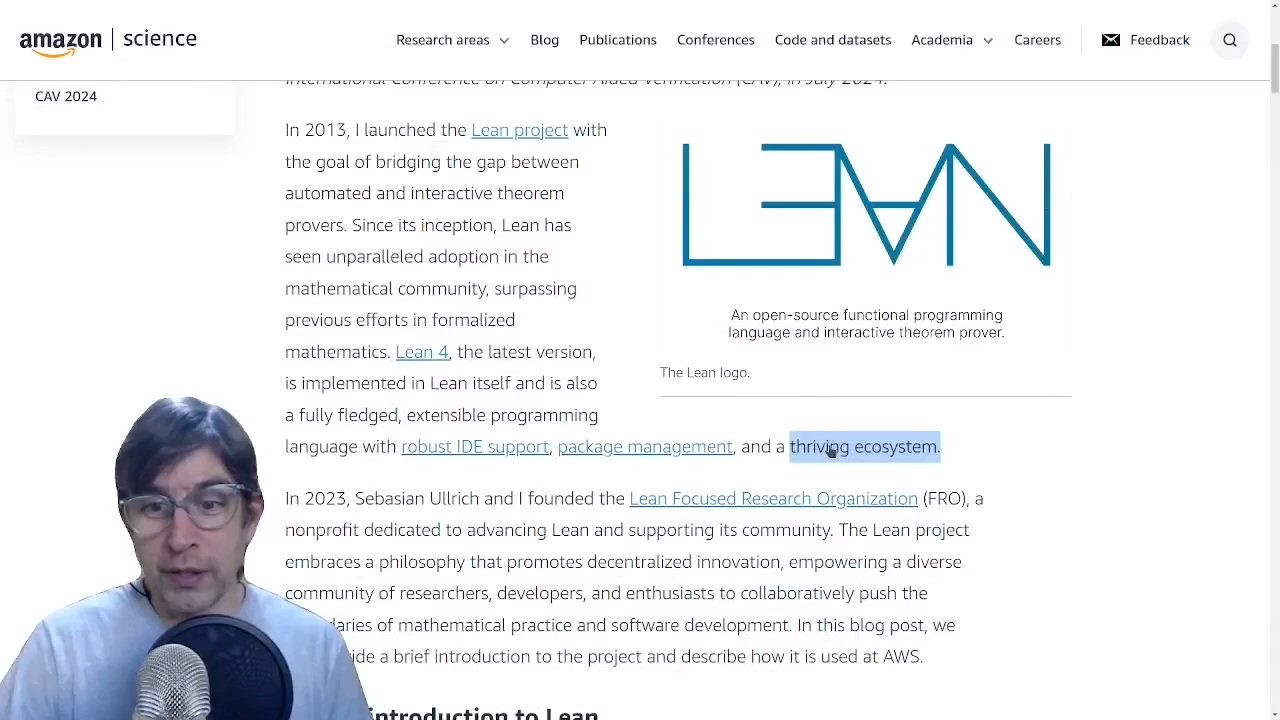 amazon | science
Research areas
Blog
Publications
Conferences
Code and datasets
Academia
Careers
Feedback
CAV 2024
International Conference on Computer Aided Verification (CAV), in July 2024.
In 2013, I launched the Lean project with
the goal of bridging the gap between
automated and interactive theorem
provers. Since its inception, Lean has
seen unparalleled adoption in the
mathematical community, surpassing
previous efforts in formalized
mathematics. Lean 4, the latest version,
is implemented in Lean itself and is also
a fully fledged, extensible programming
language with robust IDE support, package management, and a thriving ecosystem.
LEAN
An open-source functional programming
language and interactive theorem prover.
The Lean logo.
In 2023, Sebasian Ullrich and I founded the Lean Focused Research Organization (FRO), a
nonprofit dedicated to advancing Lean and supporting its community. The Lean project
embraces a philosophy that promotes decentralized innovation, empowering a diverse
community of researchers, developers, and enthusiasts to collaboratively push the
of mathematical practice and software development. In this blog post, we
a brief introduction to the project and describe how it is used at AWS.
introduction to Lean